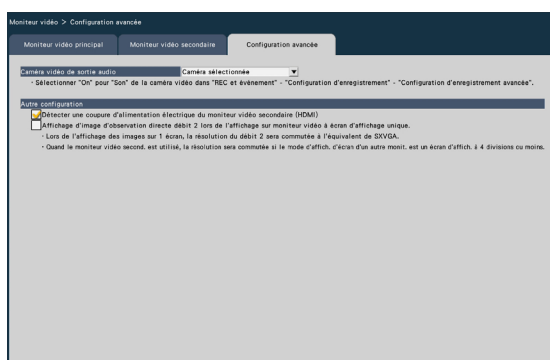 Moniteur vidéo > Configuration avancée
Moniteur vidéo principal
Moniteur vidéo secondaire
Configuration avancée
Caméra vidéo de sortie audio
Caméra sélectionnée
· Sélectionner "On" pour "Son" de la caméra vidéo dans "REC et événement" - "Configuration d'enregistrement" - "Configuration d'enregistrement avancée".
Autre configuration
Détecter une coupure d'alimentation électrique du moniteur vidéo secondaire (HDMI)
Affichage d'image d'observation directe débit 2 lors de l'affichage sur moniteur vidéo à écran d'affichage unique.
· Lors de l'affichage des images sur 1 écran, la résolution du débit 2 sera commutée à l'équivalent de SXVGA.
· Quand le moniteur vidéo second. est utilisé, la résolution sera commutée si le mode d'affich. d'écran d'un autre monit. est un écran d'affich. à 4 divisions ou moins.